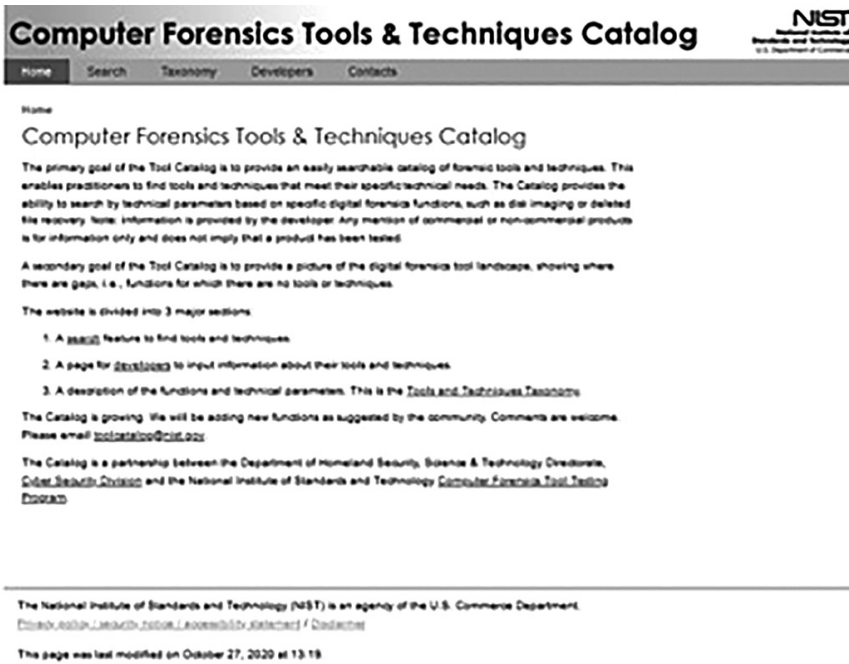 Computer Forensics Tools & Techniques Catalog
NIST
National Institute of
Standards and Technology
U.S. Department of Commerce
Home Search Taxonomy Developers Contacts
Home
Computer Forensics Tools & Techniques Catalog
The primary goal of the Tool Catalog is to provide an easily searchable catalog of forensic tools and techniques. This
enables practitioners to find tools and techniques that meet their specific technical needs. The Catalog provides the
ability to search by technical parameters based on specific digital forensics functions, such as disk imaging or deleted
file recovery. Note: information is provided by the developer. Any mention of commercial or non-commercial products
is for information only and does not imply that a product has been tested.
A secondary goal of the Tool Catalog is to provide a picture of the digital forensics tool landscape, showing where
there are gaps, i.e., functions for which there are no tools or techniques.
The website is divided into 3 major sections:
1. A search feature to find tools and techniques.
2. A page for developers to input information about their tools and techniques.
3. A description of the functions and technical parameters. This is the Tools and Techniques Taxonomy.
The Catalog is growing. We will be adding new functions as suggested by the community. Comments are welcome.
Please email toolcatalog@nist.gov.
The Catalog is a partnership between the Department of Homeland Security, Science & Technology Directorate,
Cyber Security Division and the National Institute of Standards and Technology Computer Forensics Tool Testing
Program.
The National Institute of Standards and Technology (NIST) is an agency of the U.S. Commerce Department.
Privacy policy / security notice / accessibility statement / Disclaimer
This page was last modified on October 27, 2020 at 13:19